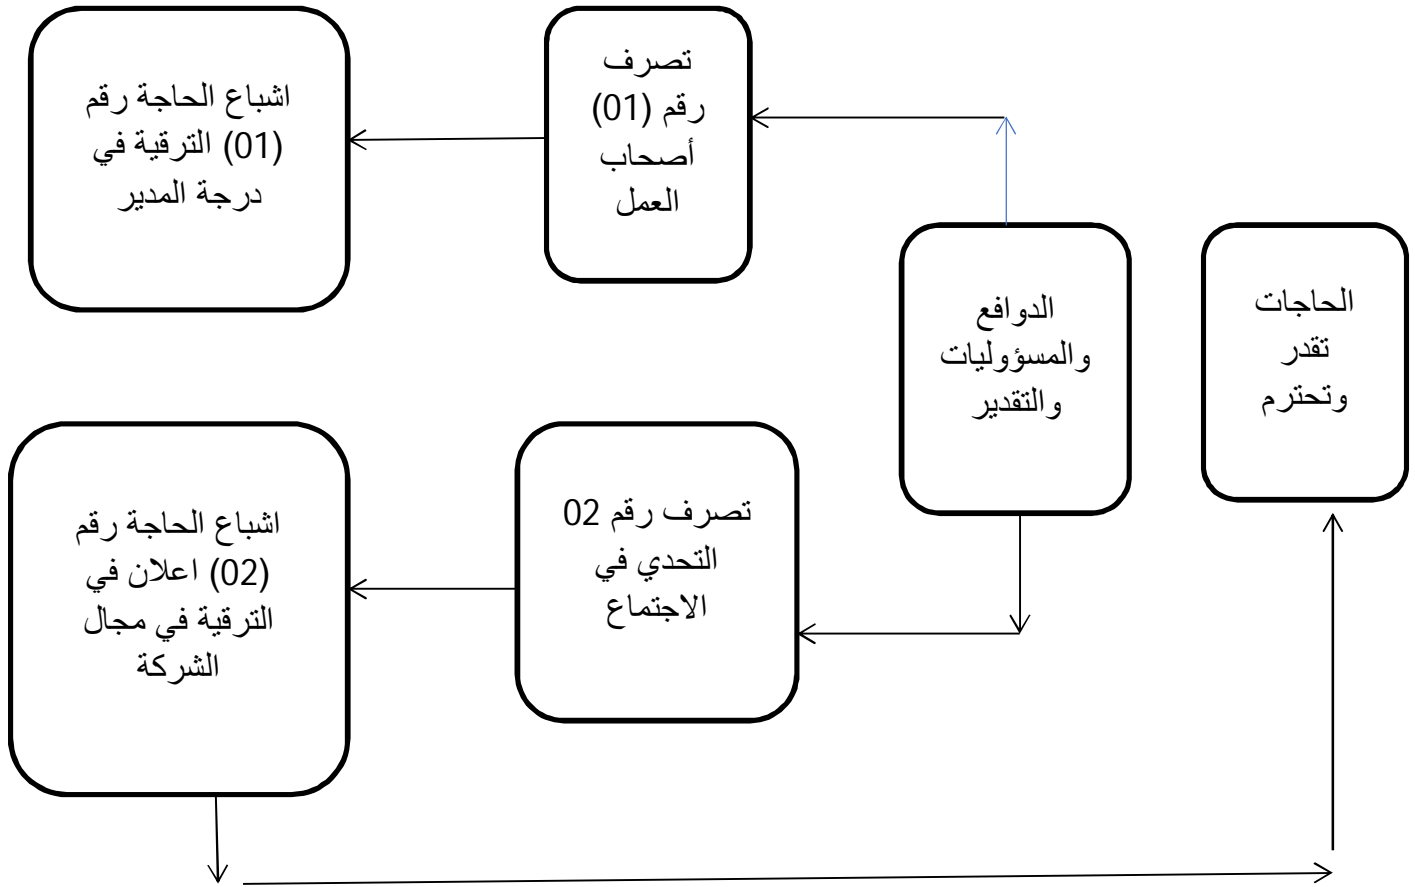 الحاجات
تقدر
وتحترم
الدوافع
والمسؤوليات
والتقدير
تصرف
رقم (01)
أصحاب
العمل
اشباع الحاجة رقم
(01) الترقية في
درجة المدير
تصرف رقم 02
التحدي في
الاجتماع
اشباع الحاجة رقم
(02) اعلان في
الترقية في مجال
الشركة